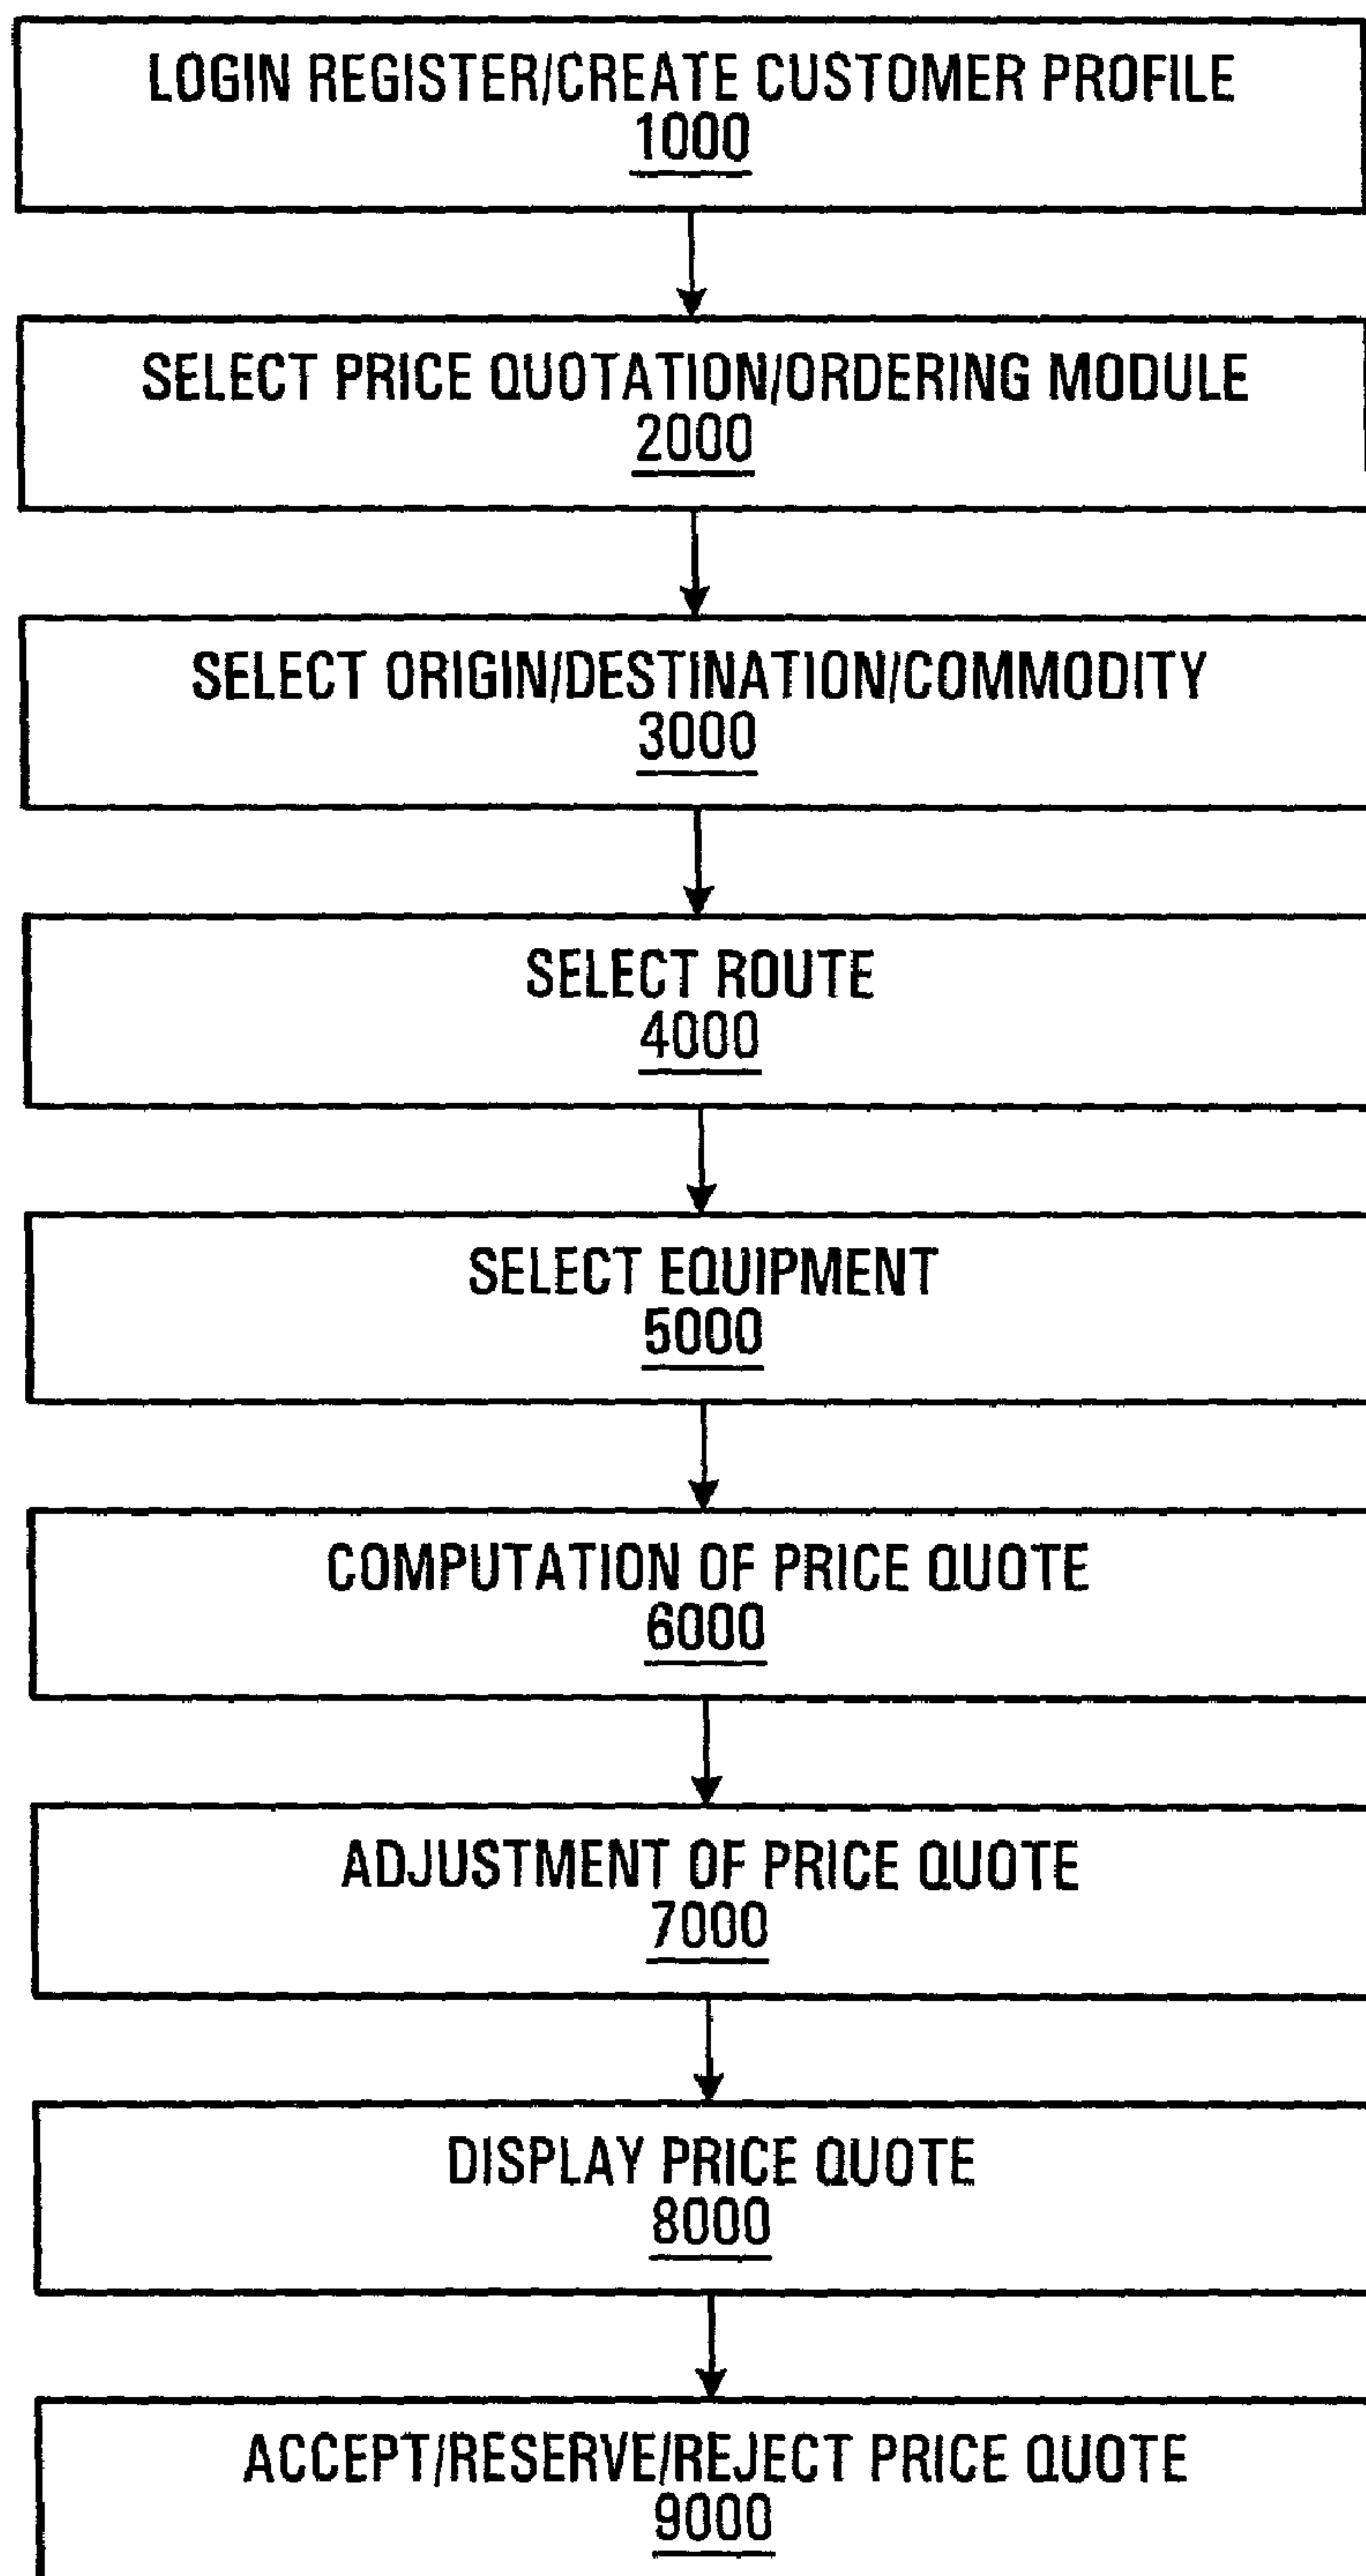 LOGIN REGISTER/CREATE CUSTOMER PROFILE
1000
SELECT PRICE QUOTATION/ORDERING MODULE
2000
SELECT ORIGIN/DESTINATION/COMMODITY
3000
SELECT ROUTE
4000
SELECT EQUIPMENT
5000
COMPUTATION OF PRICE QUOTE
6000
ADJUSTMENT OF PRICE QUOTE
7000
DISPLAY PRICE QUOTE
8000
ACCEPT/RESERVE/REJECT PRICE QUOTE
9000